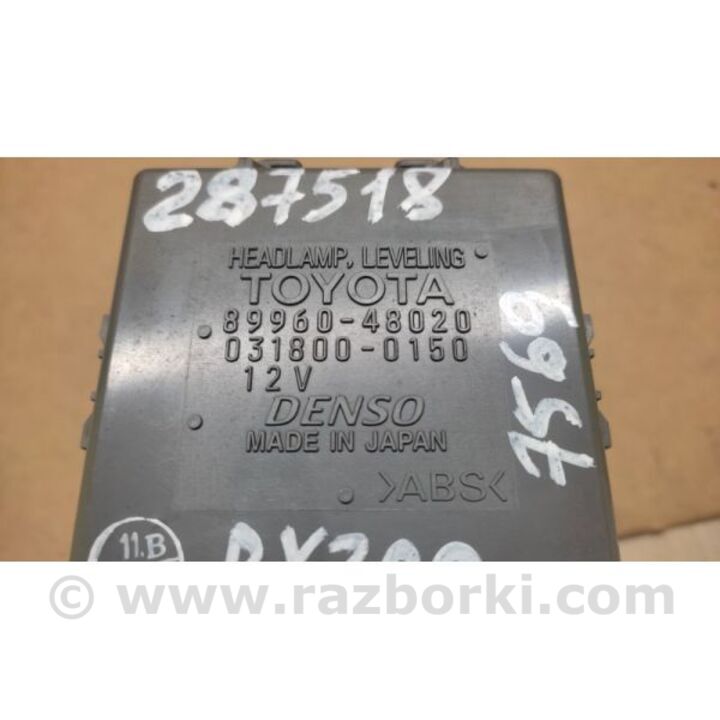 287518
HEADLAMP, LEVELING
TOYOTA
89960-48020
031800-0150
12V
DENSO
MADE IN JAPAN
>ABS<
7569
11.B
RX300
© www.razborki.com